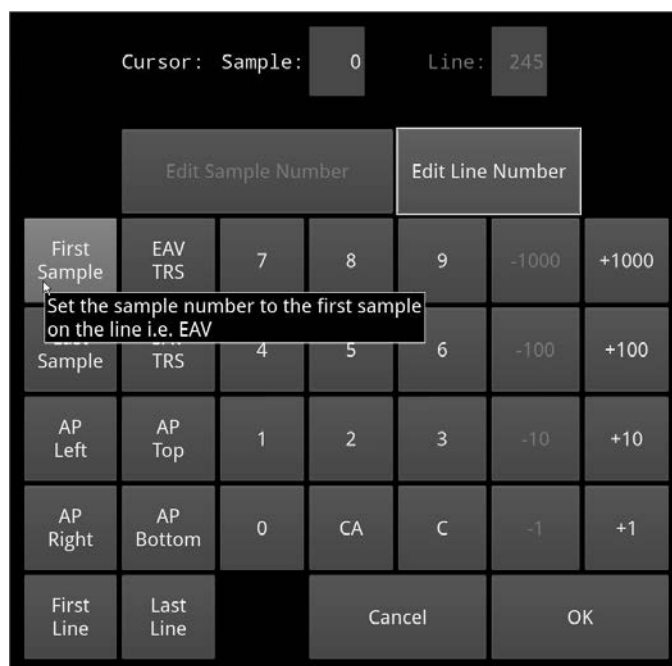 Cursor: Sample: 0 Line: 245
Edit Sample Number
Edit Line Number
First
Sample
EAV
TRS
7
8
9
-1000
+1000
Set the sample number to the first sample
on the line i.e. EAV
Sample
TRS
4
5
6
-100
+100
AP
Left
AP
Top
1
2
3
-10
+10
AP
Right
AP
Bottom
0
CA
C
-1
+1
First
Line
Last
Line
Cancel
OK